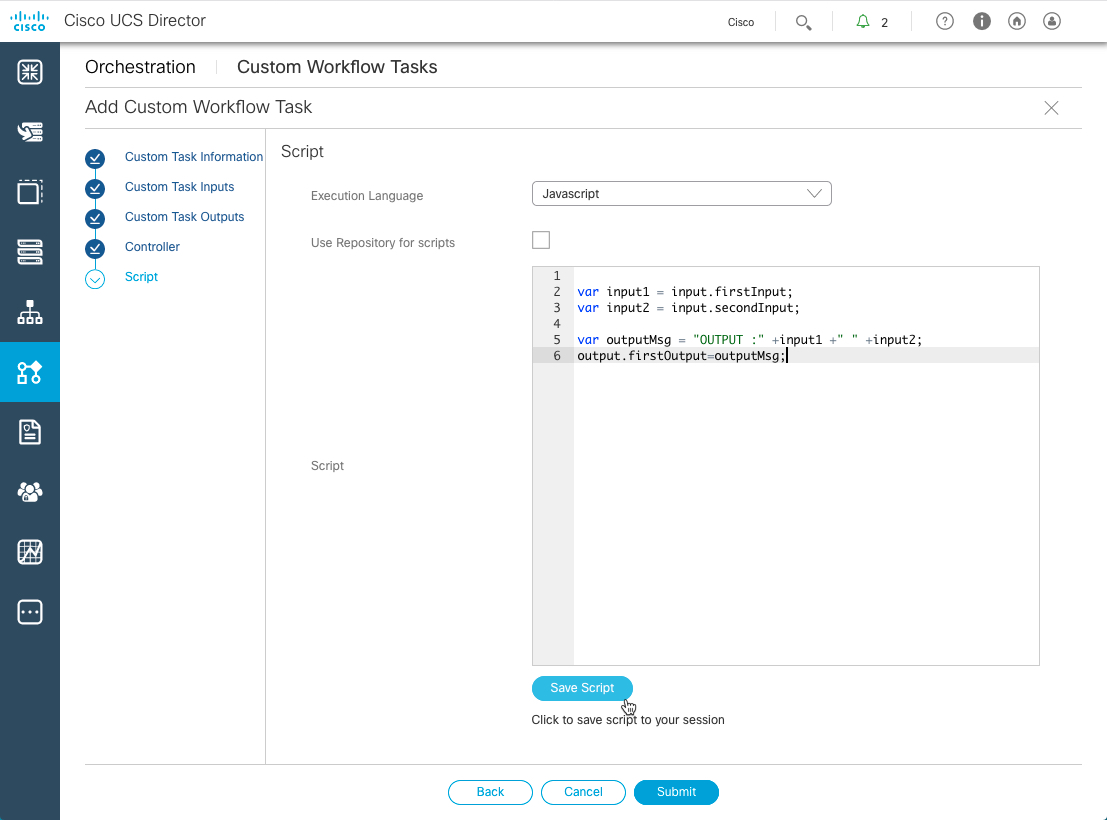 CISCO Cisco UCS Director Cisco 2
Orchestration Custom Workflow Tasks
Add Custom Workflow Task
Custom Task Information
Custom Task Inputs
Custom Task Outputs
Controller
Script
Script
Execution Language Javascript
Use Repository for scripts
Script
1
2 var input1 = input.firstInput;
3 var input2 = input.secondInput;
4
5 var outputMsg = "OUTPUT :" +input1 +" " +input2;
6 output.firstOutput=outputMsg;
Save Script
Click to save script to your session
Back Cancel Submit